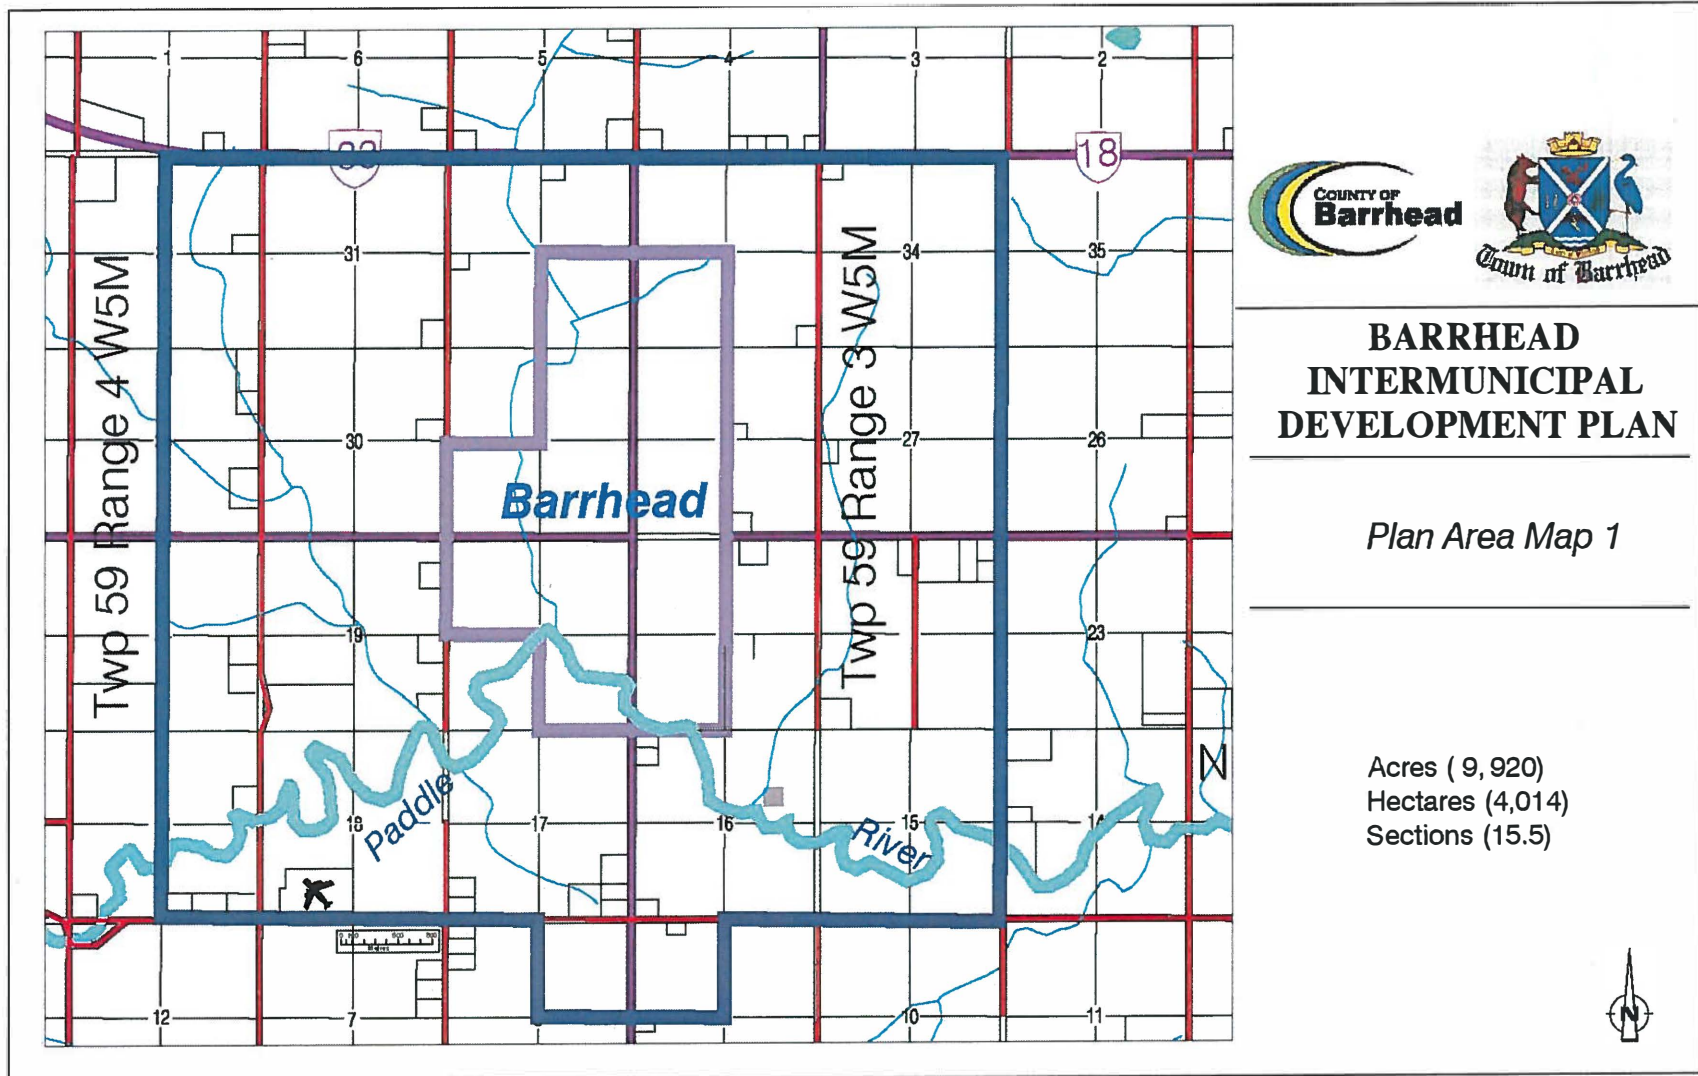 1
6
5
4
3
2
18
31
34
35
30
27
26
19
23
18
17
16
15
14
12
7
10
11
Twp 59 Range 4 W5M
Twp 59 Range 3 W5M
Barrhead
Paddle
River
N
COUNTY OF
Barrhead
Town of Barrhead
BARRHEAD
INTERMUNICIPAL
DEVELOPMENT PLAN
Plan Area Map 1
Acres ( 9, 920)
Hectares (4,014)
Sections (15.5)
N